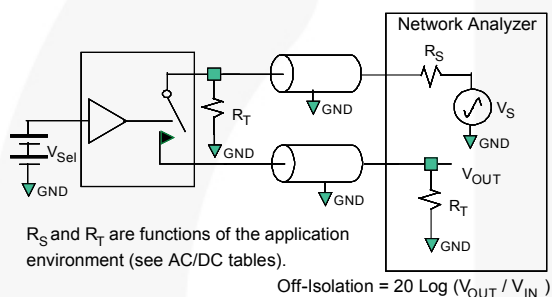 Network Analyzer
R_S
V_S
GND
R_T
GND
GND
V_Sel
GND
GND
V_OUT
R_T
GND
R_S and R_T are functions of the application
environment (see AC/DC tables).
Off-Isolation = 20 Log (V_OUT / V_IN )